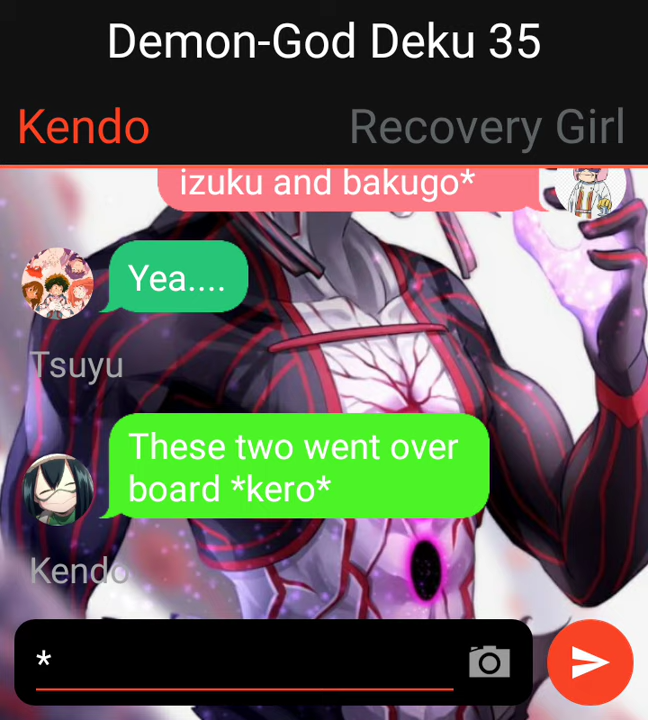 Demon-God Deku 35
Kendo
Recovery Girl
izuku and bakugo*
Yea....
Tsuyu
These two went over
board *kero*
Kendo
*